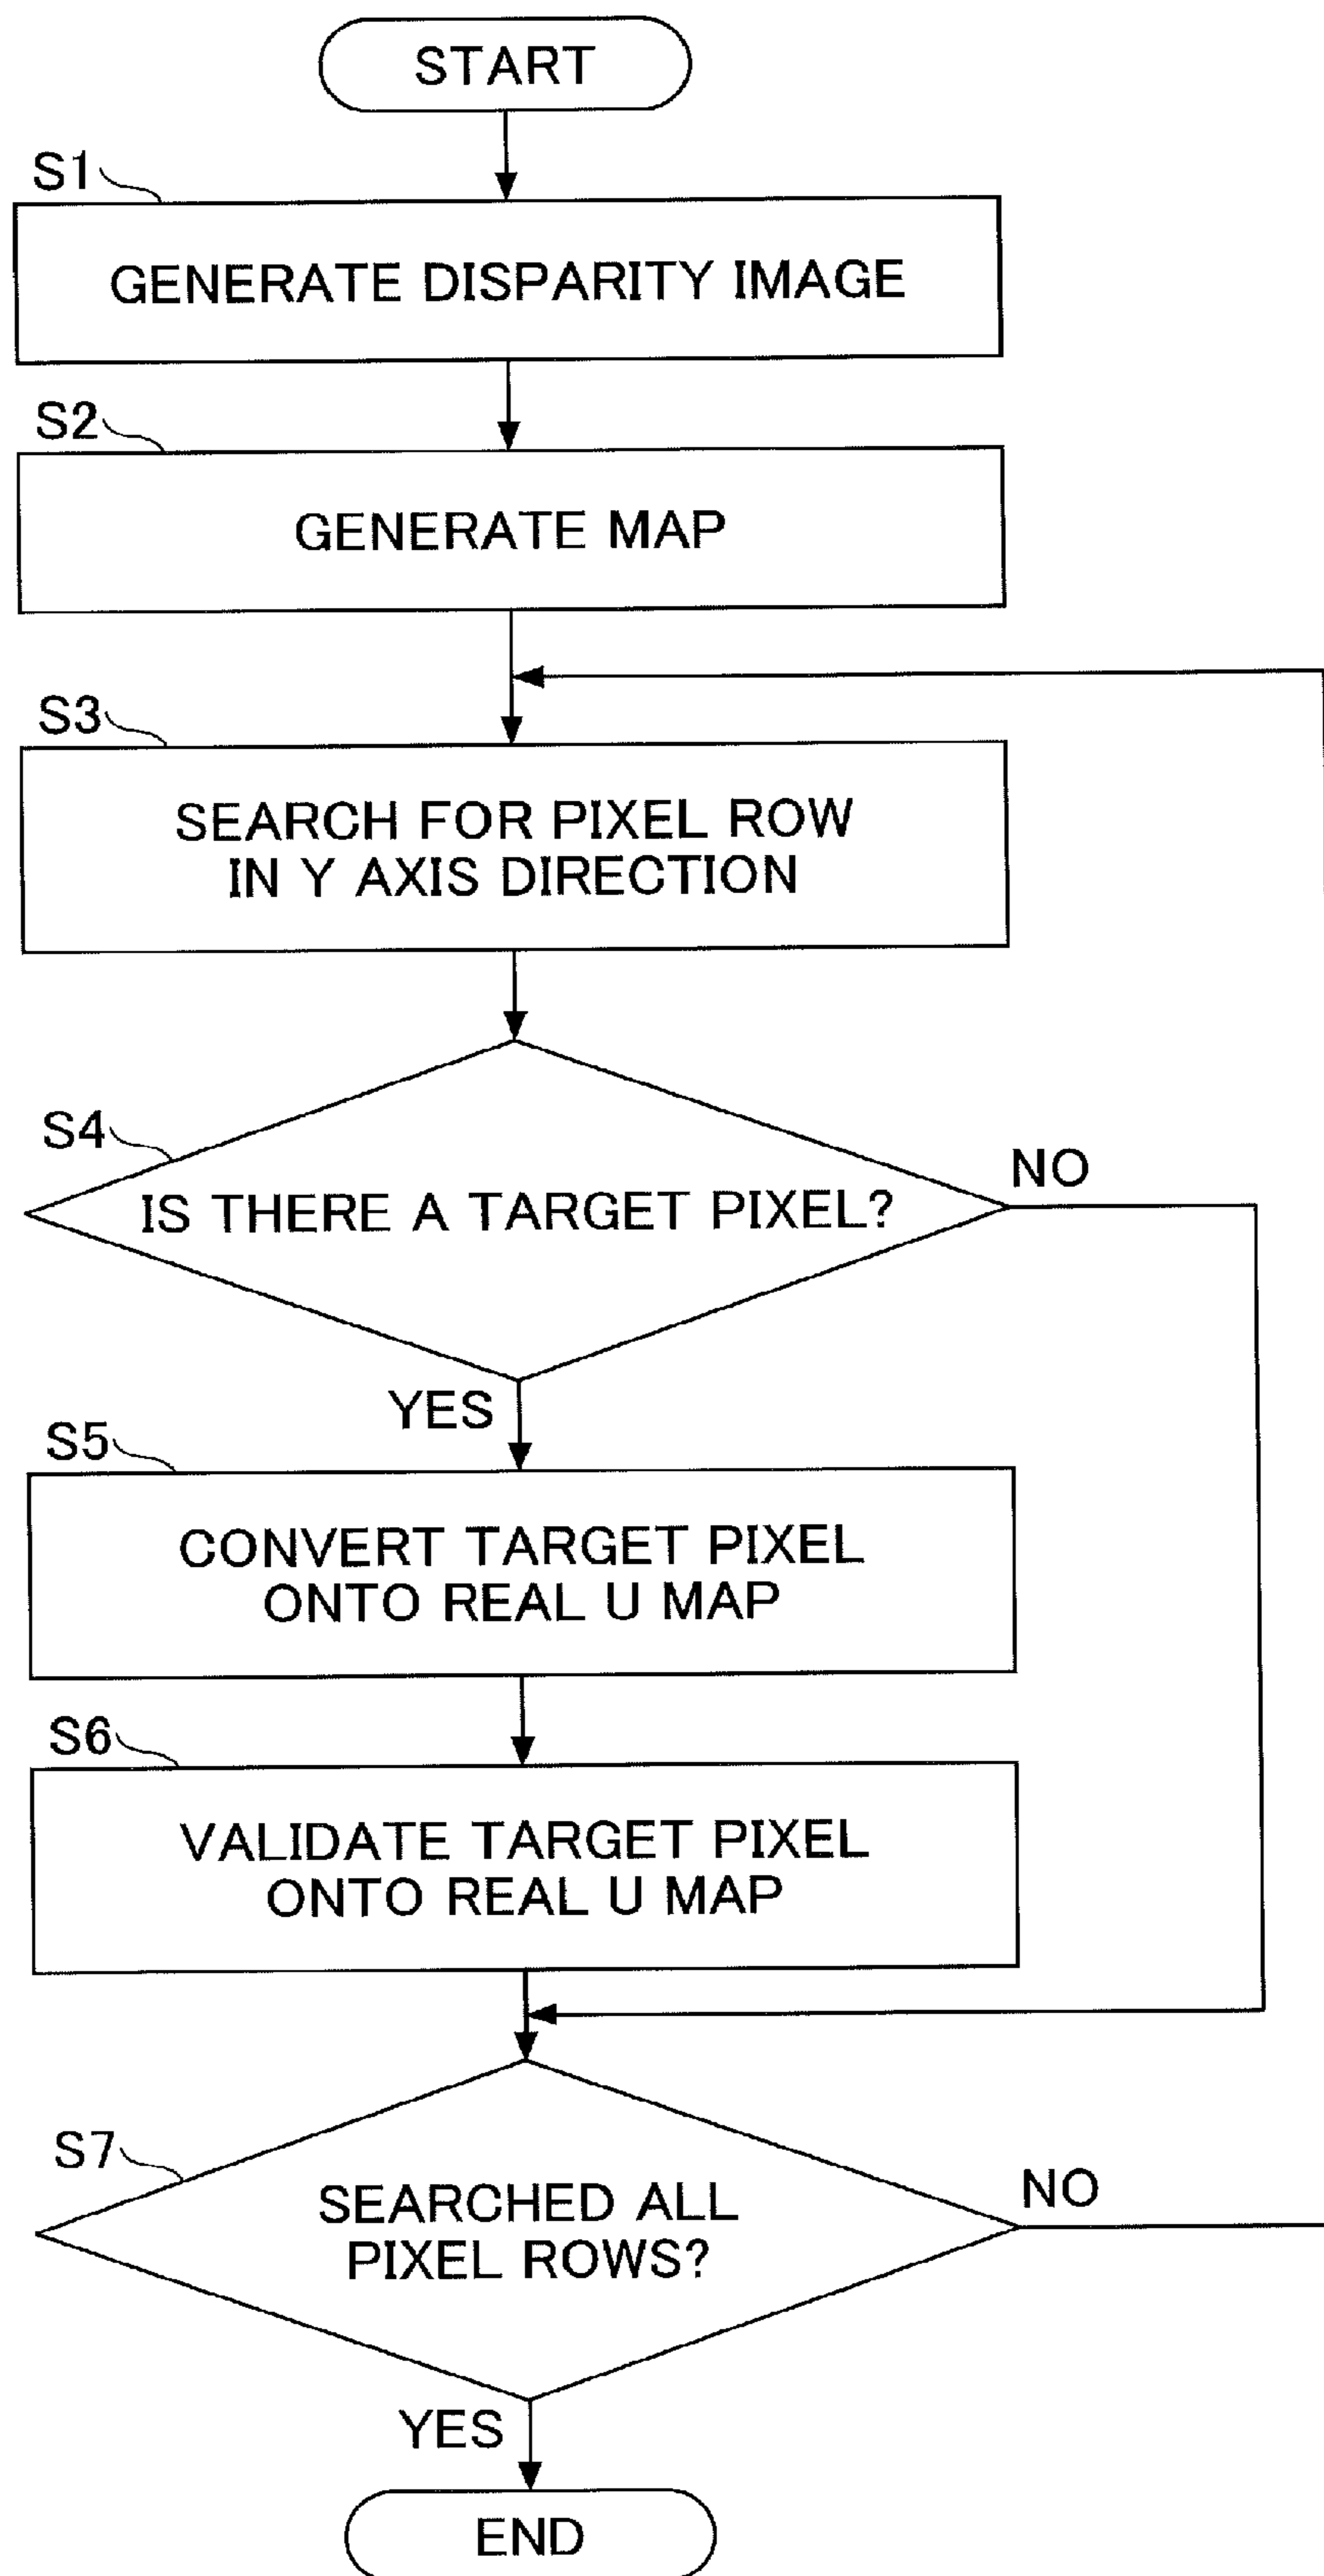 START
S1
GENERATE DISPARITY IMAGE
S2
GENERATE MAP
S3
SEARCH FOR PIXEL ROW
IN Y AXIS DIRECTION
S4
IS THERE A TARGET PIXEL?
NO
YES
S5
CONVERT TARGET PIXEL
ONTO REAL U MAP
S6
VALIDATE TARGET PIXEL
ONTO REAL U MAP
S7
SEARCHED ALL
PIXEL ROWS?
NO
YES
END